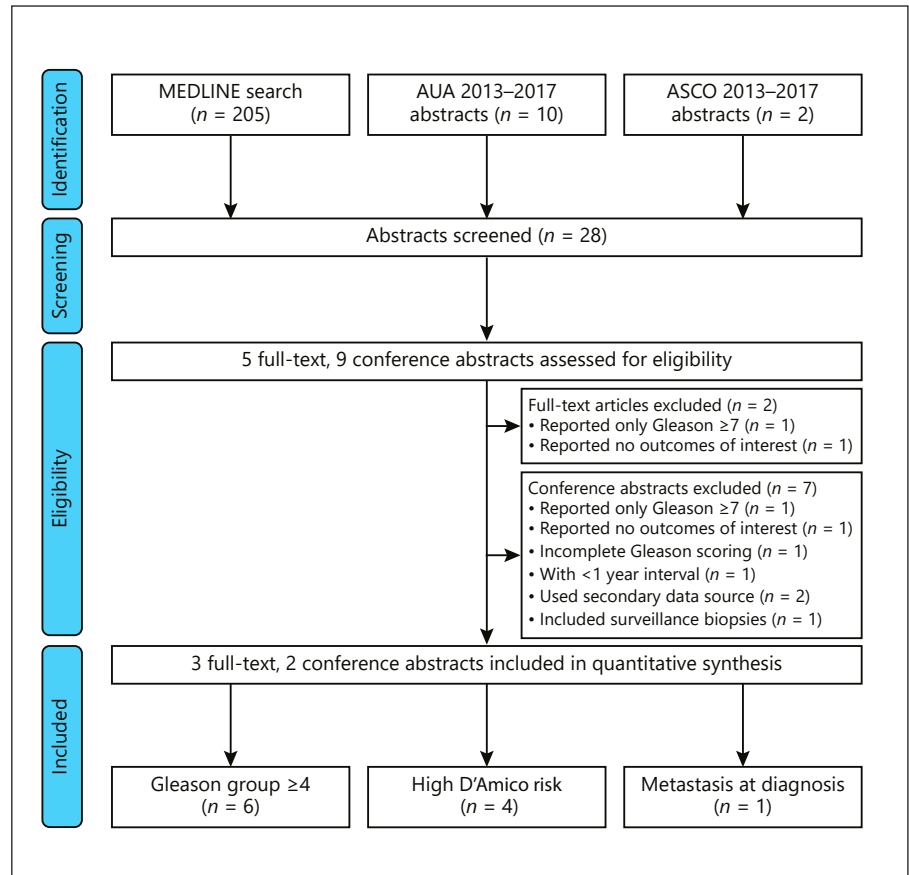 Identification
MEDLINE search
(n = 205)
AUA 2013–2017
abstracts (n = 10)
ASCO 2013–2017
abstracts (n = 2)
Screening
Abstracts screened (n = 28)
Eligibility
5 full-text, 9 conference abstracts assessed for eligibility
Full-text articles excluded (n = 2)
• Reported only Gleason ≥7 (n = 1)
• Reported no outcomes of interest (n = 1)
Conference abstracts excluded (n = 7)
• Reported only Gleason ≥7 (n = 1)
• Reported no outcomes of interest (n = 1)
• Incomplete Gleason scoring (n = 1)
• With <1 year interval (n = 1)
• Used secondary data source (n = 2)
• Included surveillance biopsies (n = 1)
Included
3 full-text, 2 conference abstracts included in quantitative synthesis
Gleason group ≥4
(n = 6)
High D'Amico risk
(n = 4)
Metastasis at diagnosis
(n = 1)